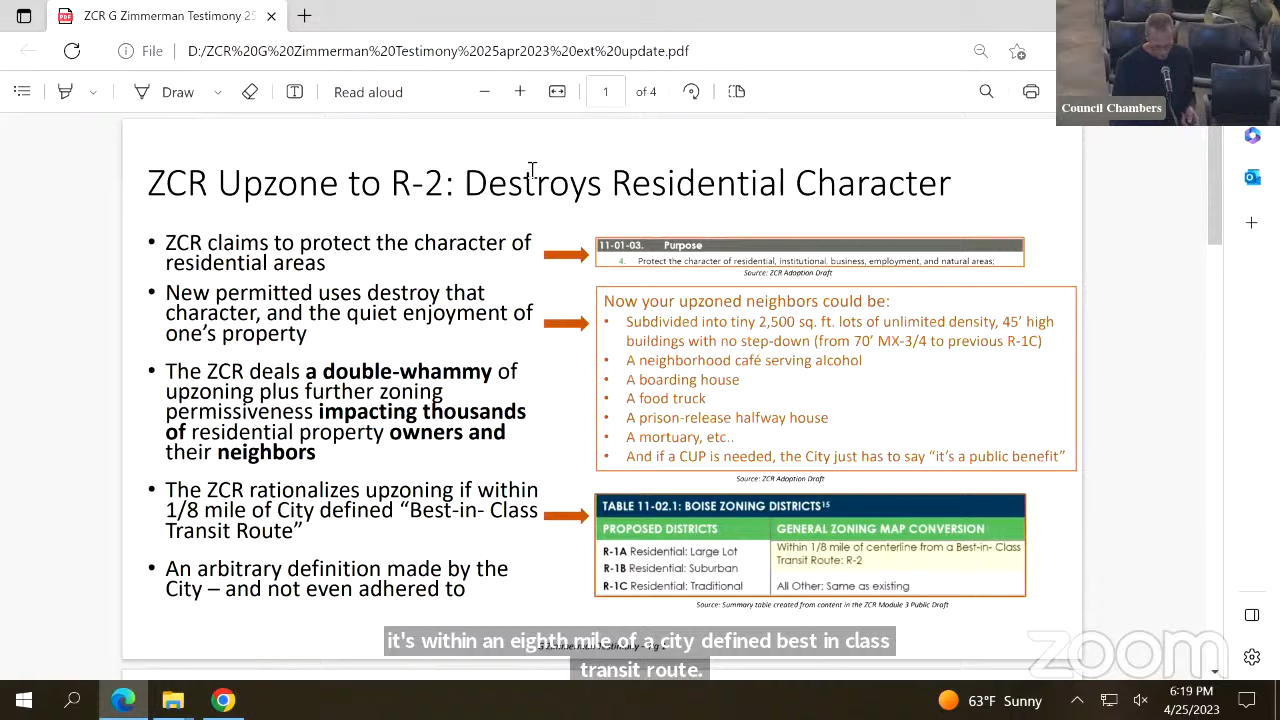 ZCR G Zimmerman Testimony 25
File
D:/ZCR%20G%20Zimmerman%20Testimony%2025apr2023%20ext%20update.pdf
Draw
Read aloud
1
of 4
Council Chambers
ZCR Upzone to R-2: Destroys Residential Character
• ZCR claims to protect the character of
residential areas
• New permitted uses destroy that
character, and the quiet enjoyment of
one's property
• The ZCR deals a double-whammy of
upzoning plus further zoning
permissiveness impacting thousands
of residential property owners and
their neighbors
• The ZCR rationalizes upzoning if within
1/8 mile of City defined "Best-in- Class
Transit Route"
• An arbitrary definition made by the
City – and not even adhered to
11-01-03. Purpose
4. Protect the character of residential, institutional, business, employment, and natural areas;
Source: ZCR Adoption Draft
Now your upzoned neighbors could be:
• Subdivided into tiny 2,500 sq. ft. lots of unlimited density, 45' high
buildings with no step-down (from 70' MX-3/4 to previous R-1C)
• A neighborhood café serving alcohol
• A boarding house
• A food truck
• A prison-release halfway house
• A mortuary, etc..
• And if a CUP is needed, the City just has to say "it's a public benefit"
Source: ZCR Adoption Draft
TABLE 11-02.1: BOISE ZONING DISTRICTS15
PROPOSED DISTRICTS
GENERAL ZONING MAP CONVERSION
R-1A Residential: Large Lot
R-1B Residential: Suburban
R-1C Residential: Traditional
Within 1/8 mile of centerline from a Best-in- Class
Transit Route: R-2
All Other: Same as existing
Source: Summary table created from content in the ZCR Module 3 Public Draft
it's within an eighth mile of a city defined best in class
transit route.
zoom
63°F Sunny
6:19 PM
4/25/2023